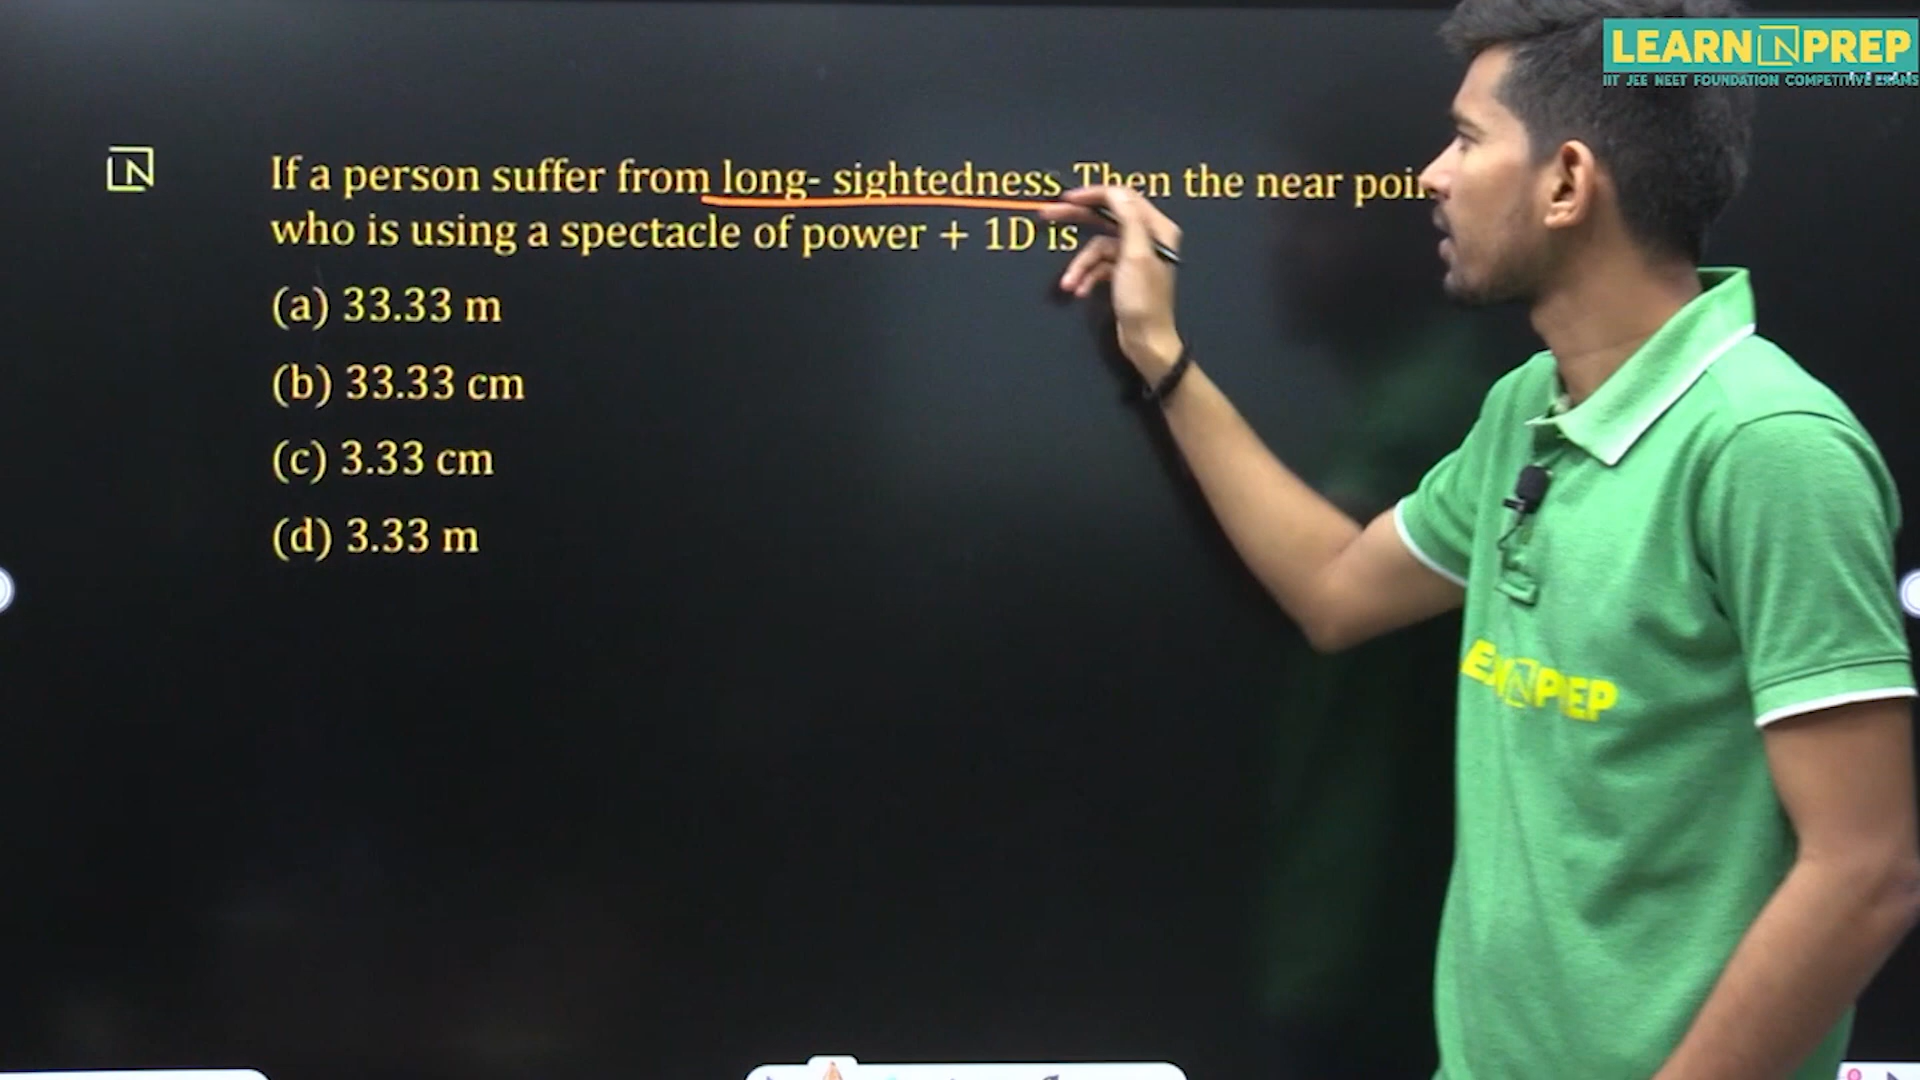 LEARN N PREP
IIT JEE NEET FOUNDATION COMPETITIVE EXAMS
LN
If a person suffer from long- sightedness Then the near
who is using a spectacle of power + 1D is
(a) 33.33 m
(b) 33.33 cm
(c) 3.33 cm
(d) 3.33 m